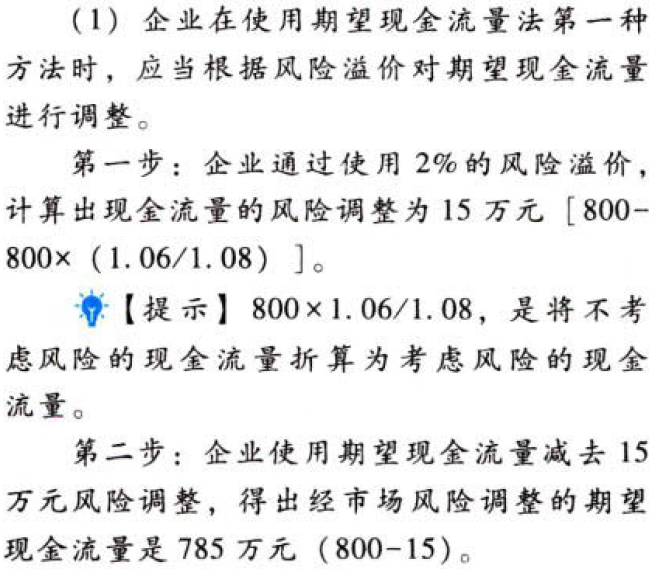 (1) 企业在使用期望现金流量法第一种
方法时，应当根据风险溢价对期望现金流量
进行调整。
第一步：企业通过使用 2%的风险溢价，
计算出现金流量的风险调整为 15 万元 [800-
800×（1.06/1.08）]。
【提示】800×1.06/1.08，是将不考
虑风险的现金流量折算为考虑风险的现金
流量。
第二步：企业使用期望现金流量减去 15
万元风险调整，得出经市场风险调整的期望
现金流量是 785 万元（800-15）。